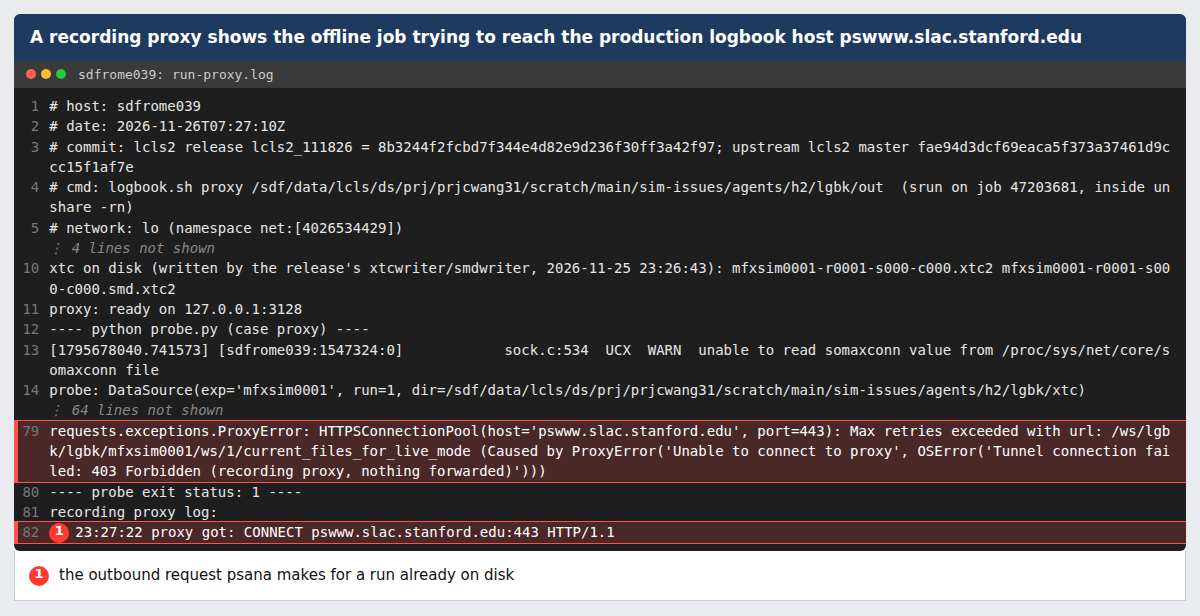 A recording proxy shows the offline job trying to reach the production logbook host pswww.slac.stanford.edu
sdfrome039: run-proxy.log
1 # host: sdfrome039
2 # date: 2026-11-26T07:27:10Z
3 # commit: lcls2 release lcls2_111826 = 8b3244f2fcbd7f344e4d82e9d236f30ff3a42f97; upstream lcls2 master fae94d3dcf69eaca5f373a37461d9c
cc15f1af7e
4 # cmd: logbook.sh proxy /sdf/data/lcls/ds/prj/prjcwang31/scratch/main/sim-issues/agents/h2/lgbk/out  (srun on job 47203681, inside un
share -rn)
5 # network: lo (namespace net:[4026534429])
⋮ 4 lines not shown
10 xtc on disk (written by the release's xtcwriter/smdwriter, 2026-11-25 23:26:43): mfxsim0001-r0001-s000-c000.xtc2 mfxsim0001-r0001-s00
0-c000.smd.xtc2
11 proxy: ready on 127.0.0.1:3128
12 ---- python probe.py (case proxy) ----
13 [1795678040.741573] [sdfrome039:1547324:0]            sock.c:534  UCX  WARN  unable to read somaxconn value from /proc/sys/net/core/s
omaxconn file
14 probe: DataSource(exp='mfxsim0001', run=1, dir=/sdf/data/lcls/ds/prj/prjcwang31/scratch/main/sim-issues/agents/h2/lgbk/xtc)
⋮ 64 lines not shown
79 requests.exceptions.ProxyError: HTTPSConnectionPool(host='pswww.slac.stanford.edu', port=443): Max retries exceeded with url: /ws/lgb
k/lgbk/mfxsim0001/ws/1/current_files_for_live_mode (Caused by ProxyError('Unable to connect to proxy', OSError('Tunnel connection fai
led: 403 Forbidden (recording proxy, nothing forwarded)')))
80 ---- probe exit status: 1 ----
81 recording proxy log:
82 1 23:27:22 proxy got: CONNECT pswww.slac.stanford.edu:443 HTTP/1.1
1 the outbound request psana makes for a run already on disk